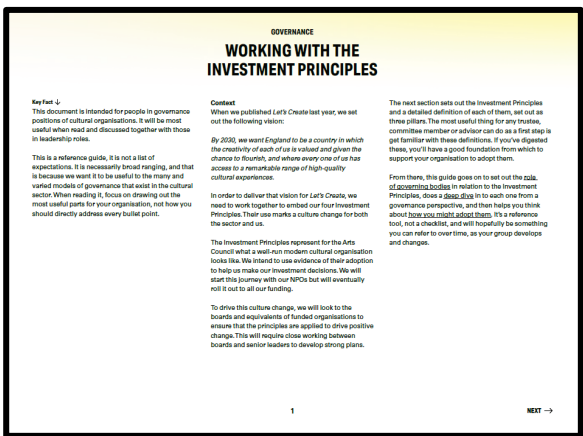 GOVERNANCE
WORKING WITH THE
INVESTMENT PRINCIPLES
Key Fact ↓
This document is intended for people in governance
positions of cultural organisations. It will be most
useful when read and discussed together with those
in leadership roles.
This is a reference guide, it is not a list of
expectations. It is necessarily broad ranging, and that
is because we want it to be useful to the many and
varied models of governance that exist in the cultural
sector. When reading it, focus on drawing out the
most useful parts for your organisation, not how you
should directly address every bullet point.
Context
When we published Let's Create last year, we set
out the following vision:
By 2030, we want England to be a country in which
the creativity of each of us is valued and given the
chance to flourish, and where every one of us has
access to a remarkable range of high-quality
cultural experiences.
In order to deliver that vision for Let's Create, we
need to work together to embed our four Investment
Principles. Their use marks a culture change for both
the sector and us.
The Investment Principles represent for the Arts
Council what a well-run modern cultural organisation
looks like. We intend to use evidence of their adoption
to help us make our investment decisions. We will
start this journey with our NPOs but will eventually
roll it out to all our funding.
To drive this culture change, we will look to the
boards and equivalents of funded organisations to
ensure that the principles are applied to drive positive
change. This will require close working between
boards and senior leaders to develop strong plans.
The next section sets out the Investment Principles
and a detailed definition of each of them, set out as
three pillars. The most useful thing for any trustee,
committee member or advisor can do as a first step is
get familiar with these definitions. If you've digested
these, you'll have a good foundation from which to
support your organisation to adopt them.
From there, this guide goes on to set out the role
of governing bodies in relation to the Investment
Principles, does a deep dive in to each one from a
governance perspective, and then helps you think
about how you might adopt them. It's a reference
tool, not a checklist, and will hopefully be something
you can refer to over time, as your group develops
and changes.
1
NEXT →